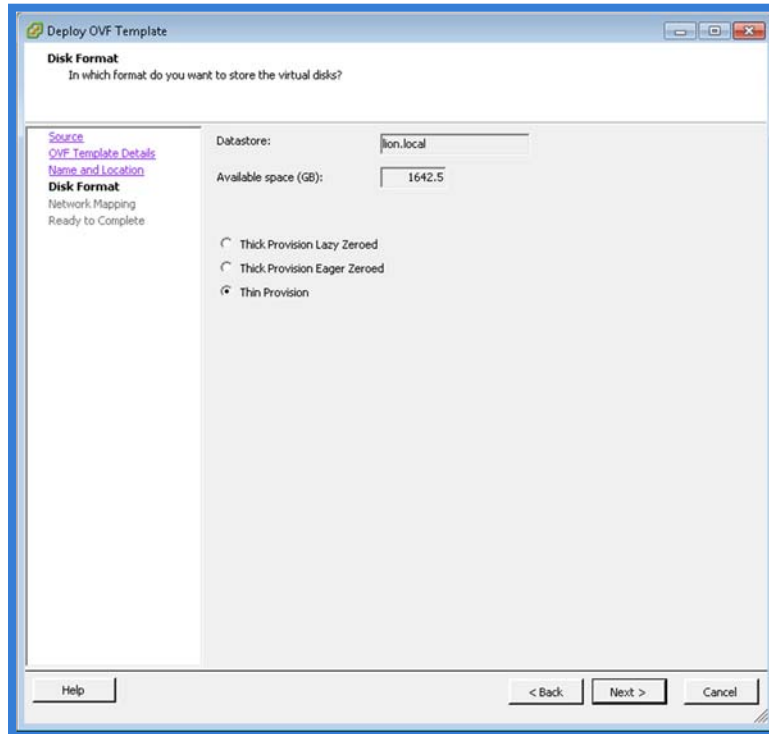 Deploy OVF Template
Disk Format
In which format do you want to store the virtual disks?
Source
OVF Template Details
Name and Location
Disk Format
Network Mapping
Ready to Complete
Datastore:
lion.local
Available space (GB):
1642.5
Thick Provision Lazy Zeroed
Thick Provision Eager Zeroed
Thin Provision
Help
< Back
Next >
Cancel